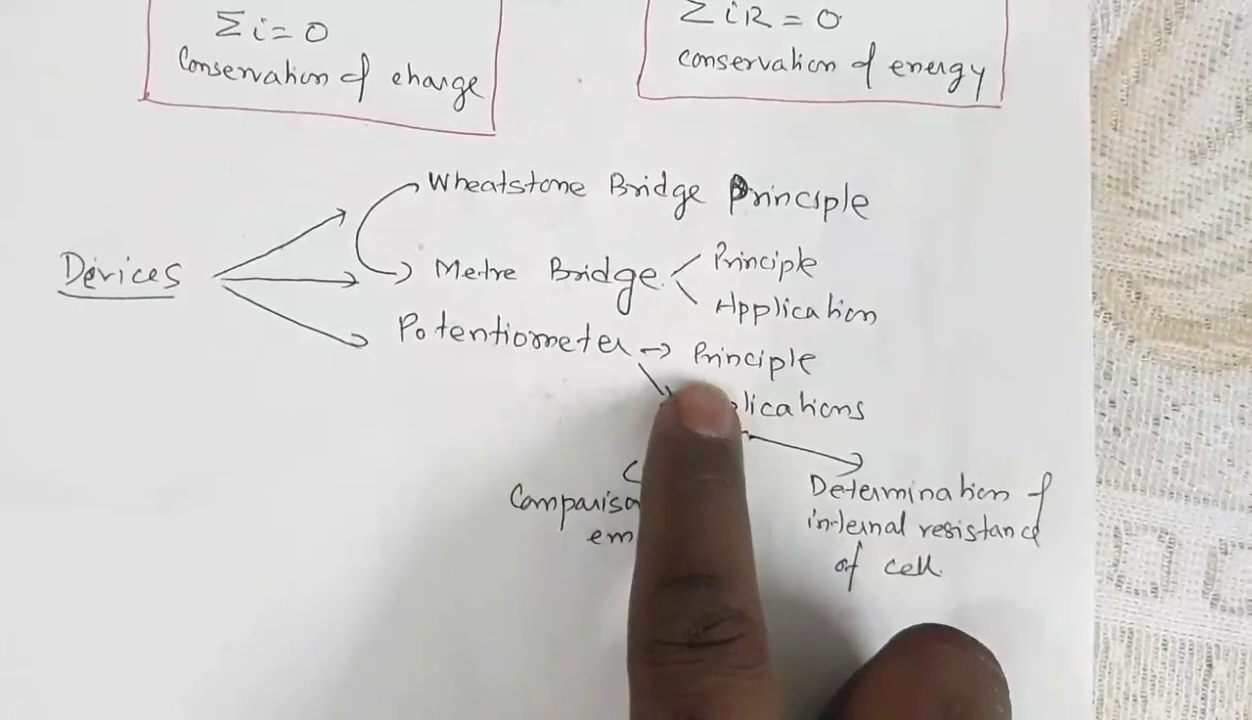 Σi = 0
Conservation of charge
ΣiR = 0
conservation of energy
Wheatstone Bridge Principle
Devices
Metre Bridge
Principle
Application
Potentiometer → Principle
Determination of
internal resistance
of cell.